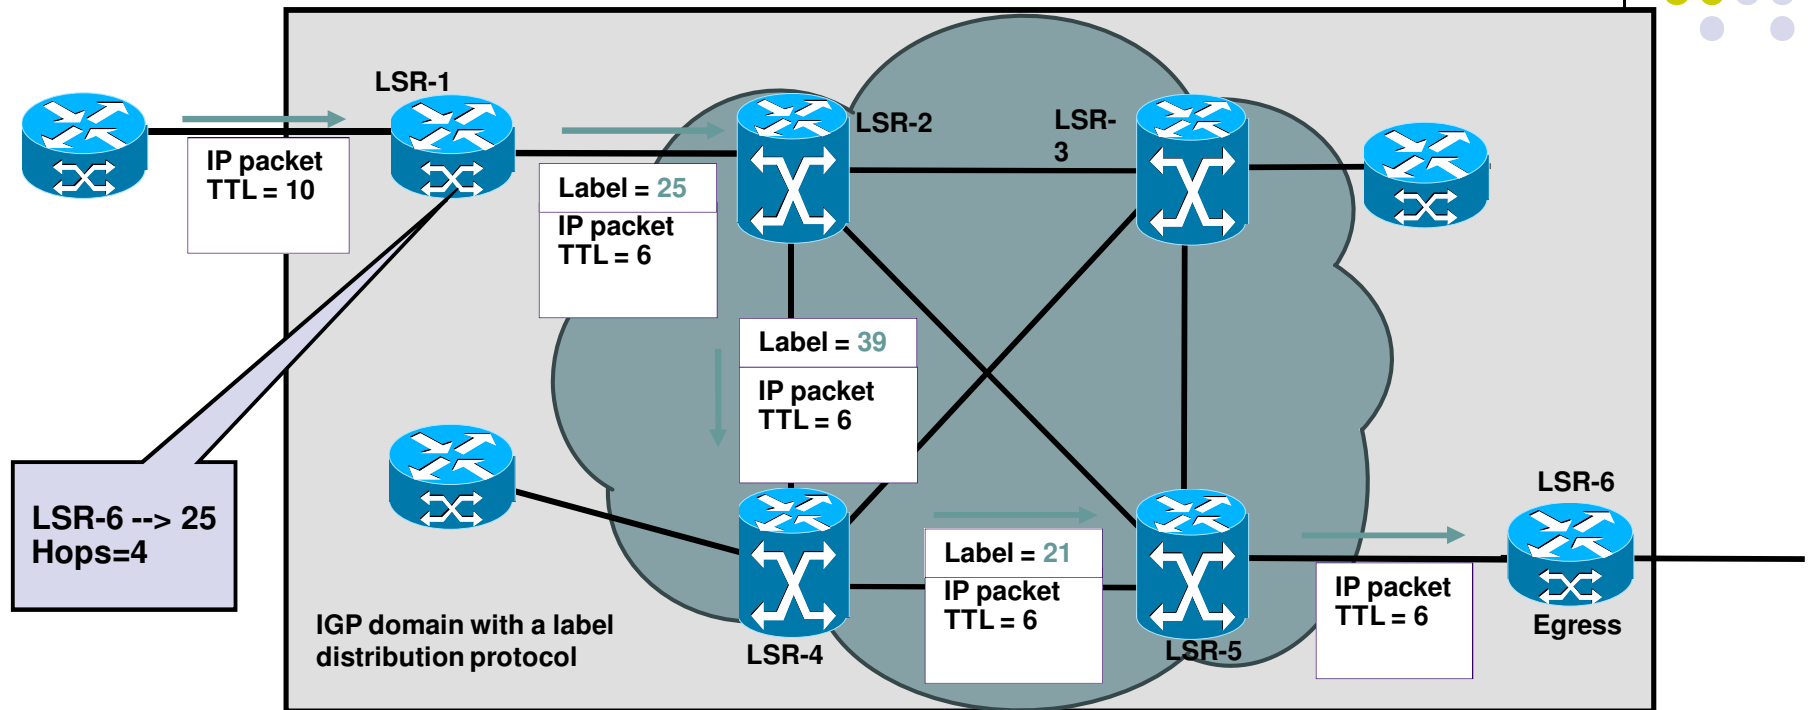 LSR-1
IP packet
TTL = 10
Label = 25
IP packet
TTL = 6
LSR-2
LSR-
3
Label = 39
IP packet
TTL = 6
LSR-6 --> 25
Hops=4
IGP domain with a label
distribution protocol
LSR-4
Label = 21
IP packet
TTL = 6
LSR-5
IP packet
TTL = 6
LSR-6
Egress